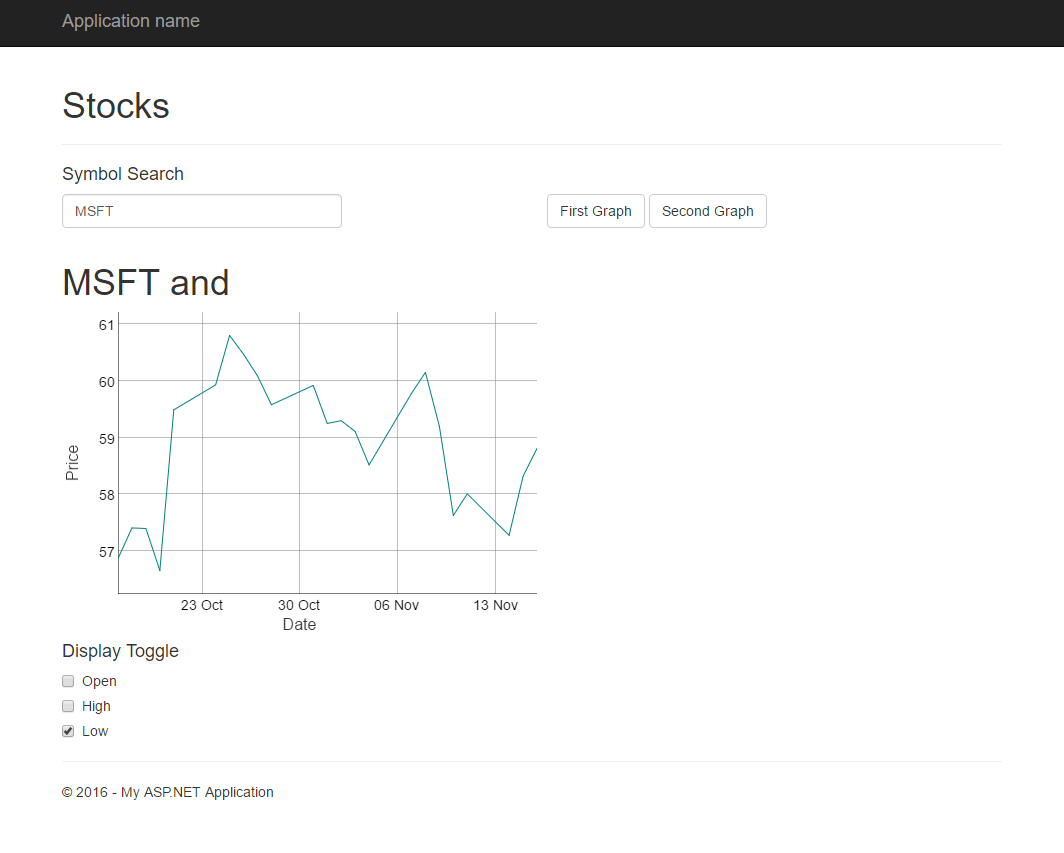 Application name
Stocks
Symbol Search
MSFT
First Graph Second Graph
MSFT and
61
60
59
58
57
Price
23 Oct 30 Oct 06 Nov 13 Nov
Date
Display Toggle
Open
High
Low
© 2016 - My ASP.NET Application